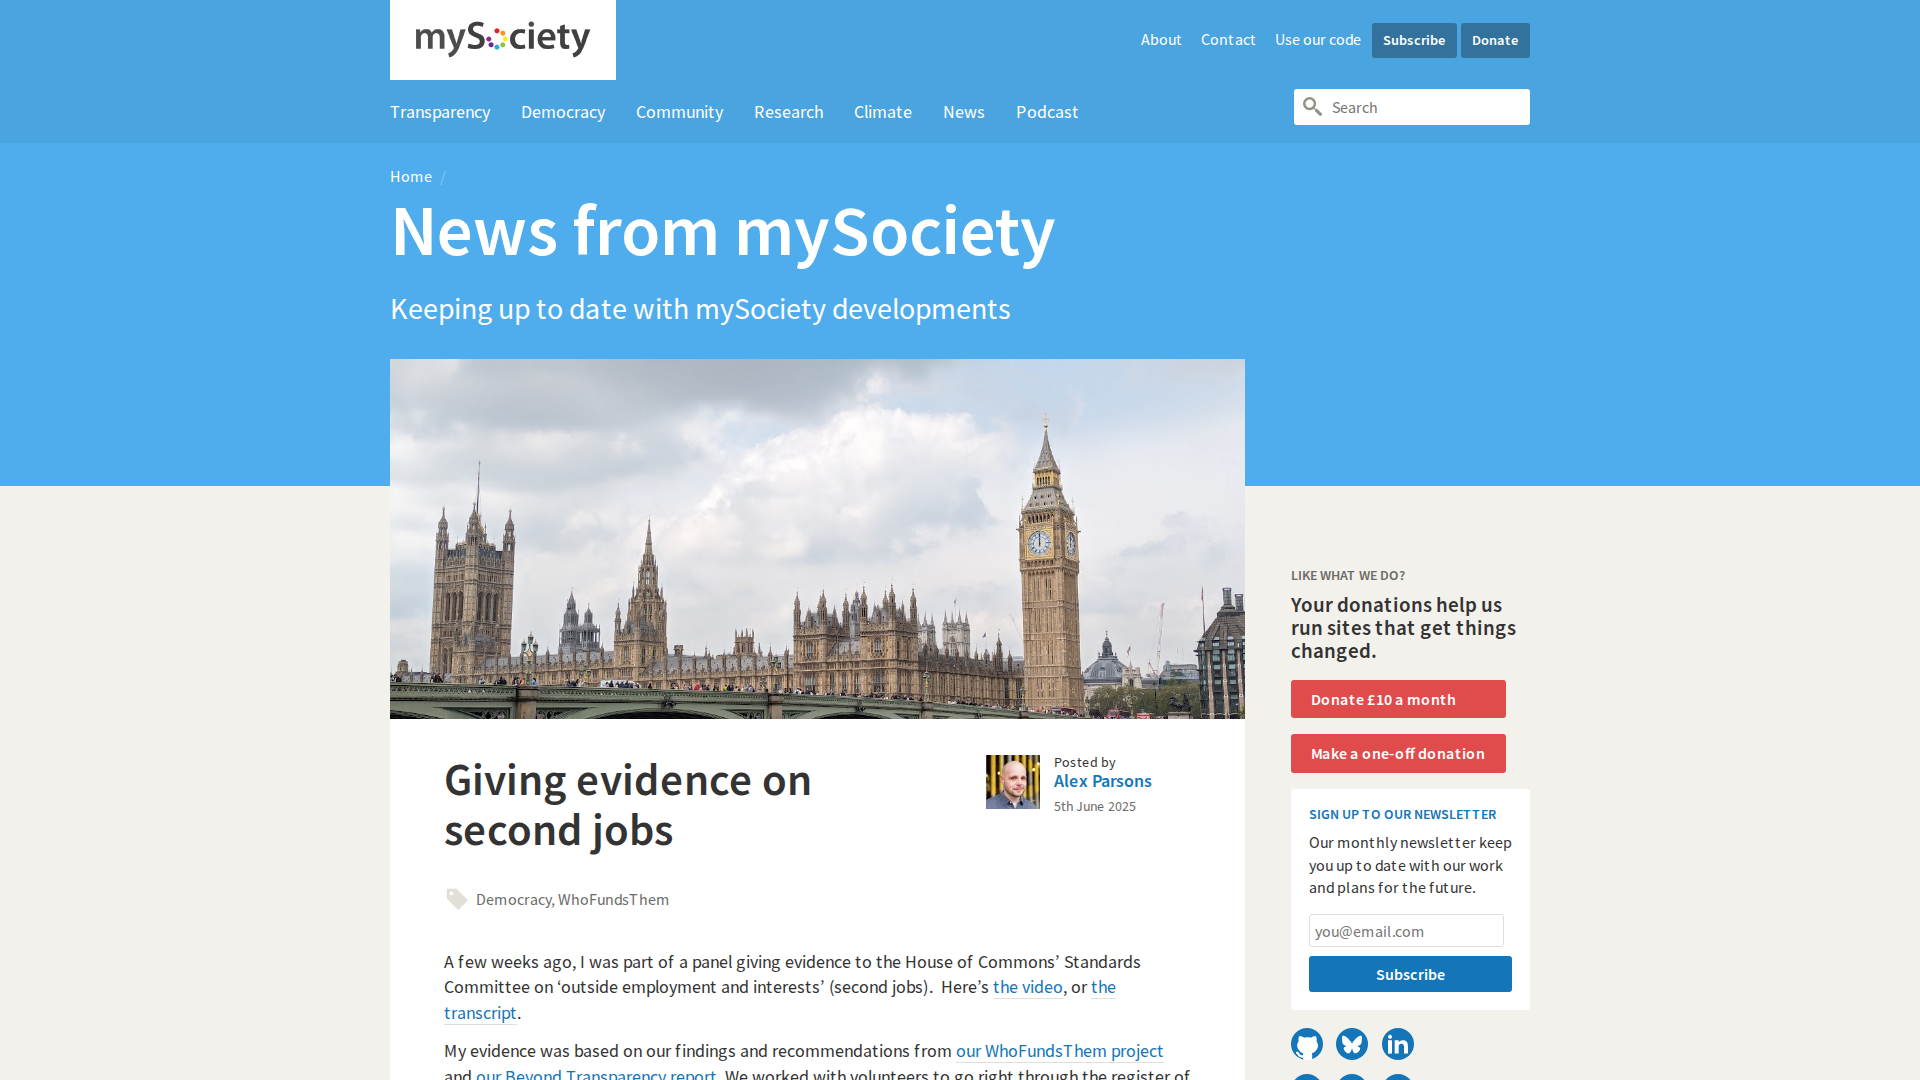 mySociety
About
Contact
Use our code
Subscribe
Donate
Transparency
Democracy
Community
Research
Climate
News
Podcast
Search
Home /
News from mySociety
Keeping up to date with mySociety developments
Giving evidence on
second jobs
Posted by
Alex Parsons
5th June 2025
Democracy, WhoFundsThem
A few weeks ago, I was part of a panel giving evidence to the House of Commons’ Standards
Committee on ‘outside employment and interests’ (second jobs).  Here’s the video, or the
transcript.
My evidence was based on our findings and recommendations from our WhoFundsThem project
and our Beyond Transparency report. We worked with volunteers to go right through the register of
LIKE WHAT WE DO?
Your donations help us
run sites that get things
changed.
Donate £10 a month
Make a one-off donation
SIGN UP TO OUR NEWSLETTER
Our monthly newsletter keep
you up to date with our work
and plans for the future.
you@email.com
Subscribe